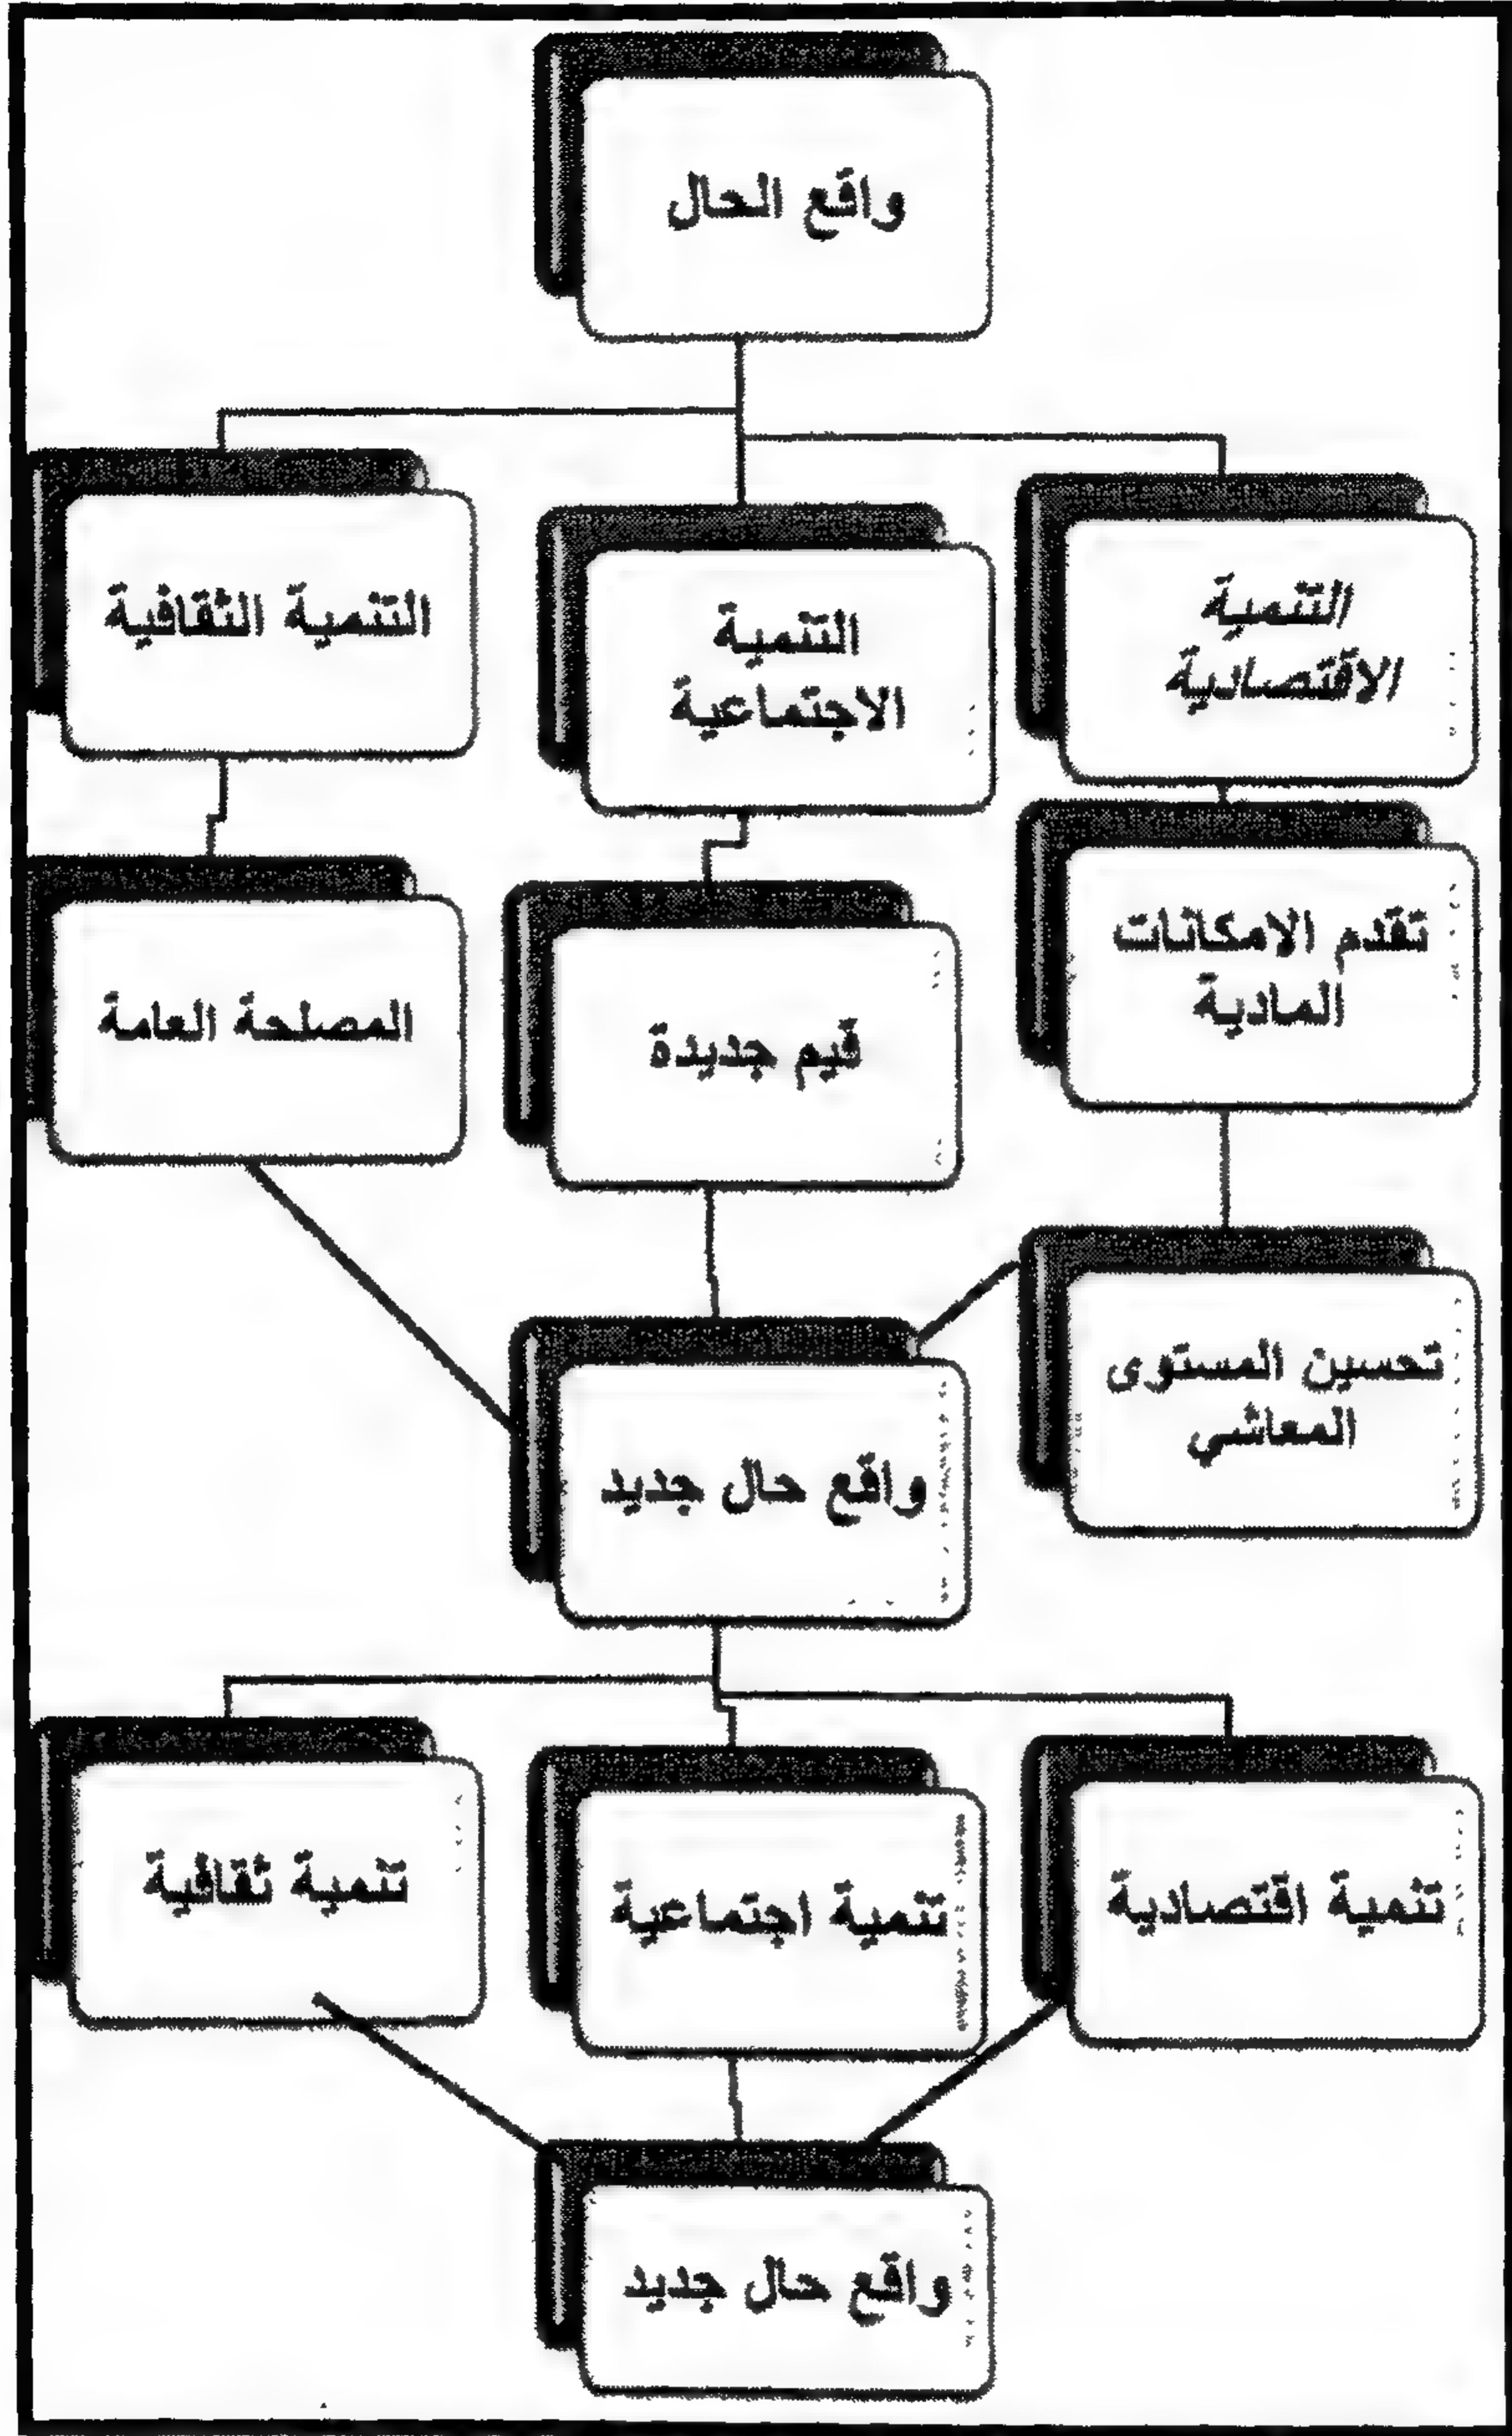 واقع الحال
التنمية
الاقتصادية
التنمية
الاجتماعية
التنمية الثقافية
تقدم الامكانات
المادية
قيم جديدة
المصلحة العامة
تحسين المستوى
المعاشي
واقع حال جديد
تنمية اقتصادية
تنمية اجتماعية
تنمية ثقافية
واقع حال جديد